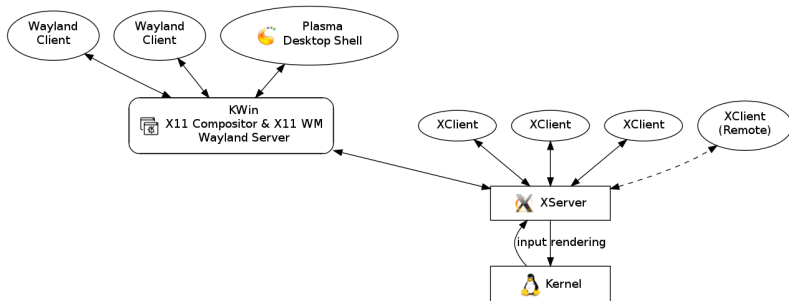 Wayland
Client
Wayland
Client
Plasma
Desktop Shell
KWin
X11 Compositor & X11 WM
Wayland Server
XClient
XClient
XClient
XClient
(Remote)
XServer
input
rendering
Kernel